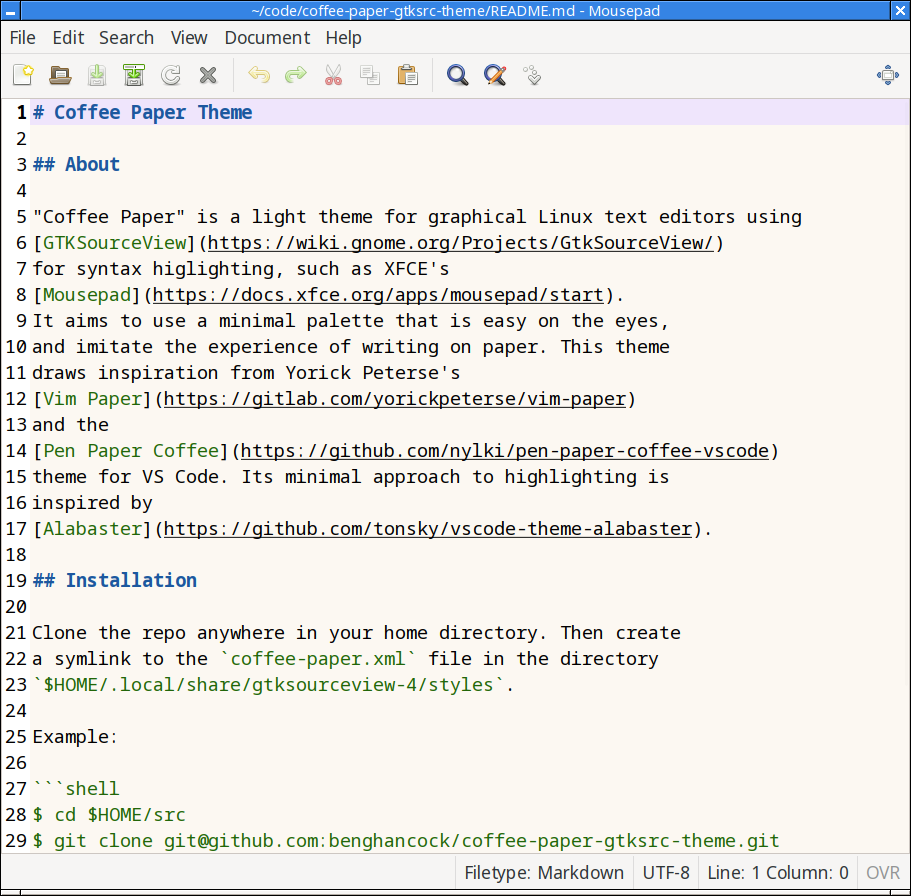 ~/code/coffee-paper-gtksrc-theme/README.md - Mousepad
File Edit Search View Document Help
1 # Coffee Paper Theme
2
3 ## About
4
5 "Coffee Paper" is a light theme for graphical Linux text editors using
6 [GTKSourceView](https://wiki.gnome.org/Projects/GtkSourceView/)
7 for syntax higlighting, such as XFCE's
8 [Mousepad](https://docs.xfce.org/apps/mousepad/start).
9 It aims to use a minimal palette that is easy on the eyes,
10 and imitate the experience of writing on paper. This theme
11 draws inspiration from Yorick Peterse's
12 [Vim Paper](https://gitlab.com/yorickpeterse/vim-paper)
13 and the
14 [Pen Paper Coffee](https://github.com/nylki/pen-paper-coffee-vscode)
15 theme for VS Code. Its minimal approach to highlighting is
16 inspired by
17 [Alabaster](https://github.com/tonsky/vscode-theme-alabaster).
18
19 ## Installation
20
21 Clone the repo anywhere in your home directory. Then create
22 a symlink to the `coffee-paper.xml` file in the directory
23 `$HOME/.local/share/gtksourceview-4/styles`.
24
25 Example:
26
27 ```shell
28 $ cd $HOME/src
29 $ git clone git@github.com:benghancock/coffee-paper-gtksrc-theme.git
Filetype: Markdown UTF-8 Line: 1 Column: 0 OVR